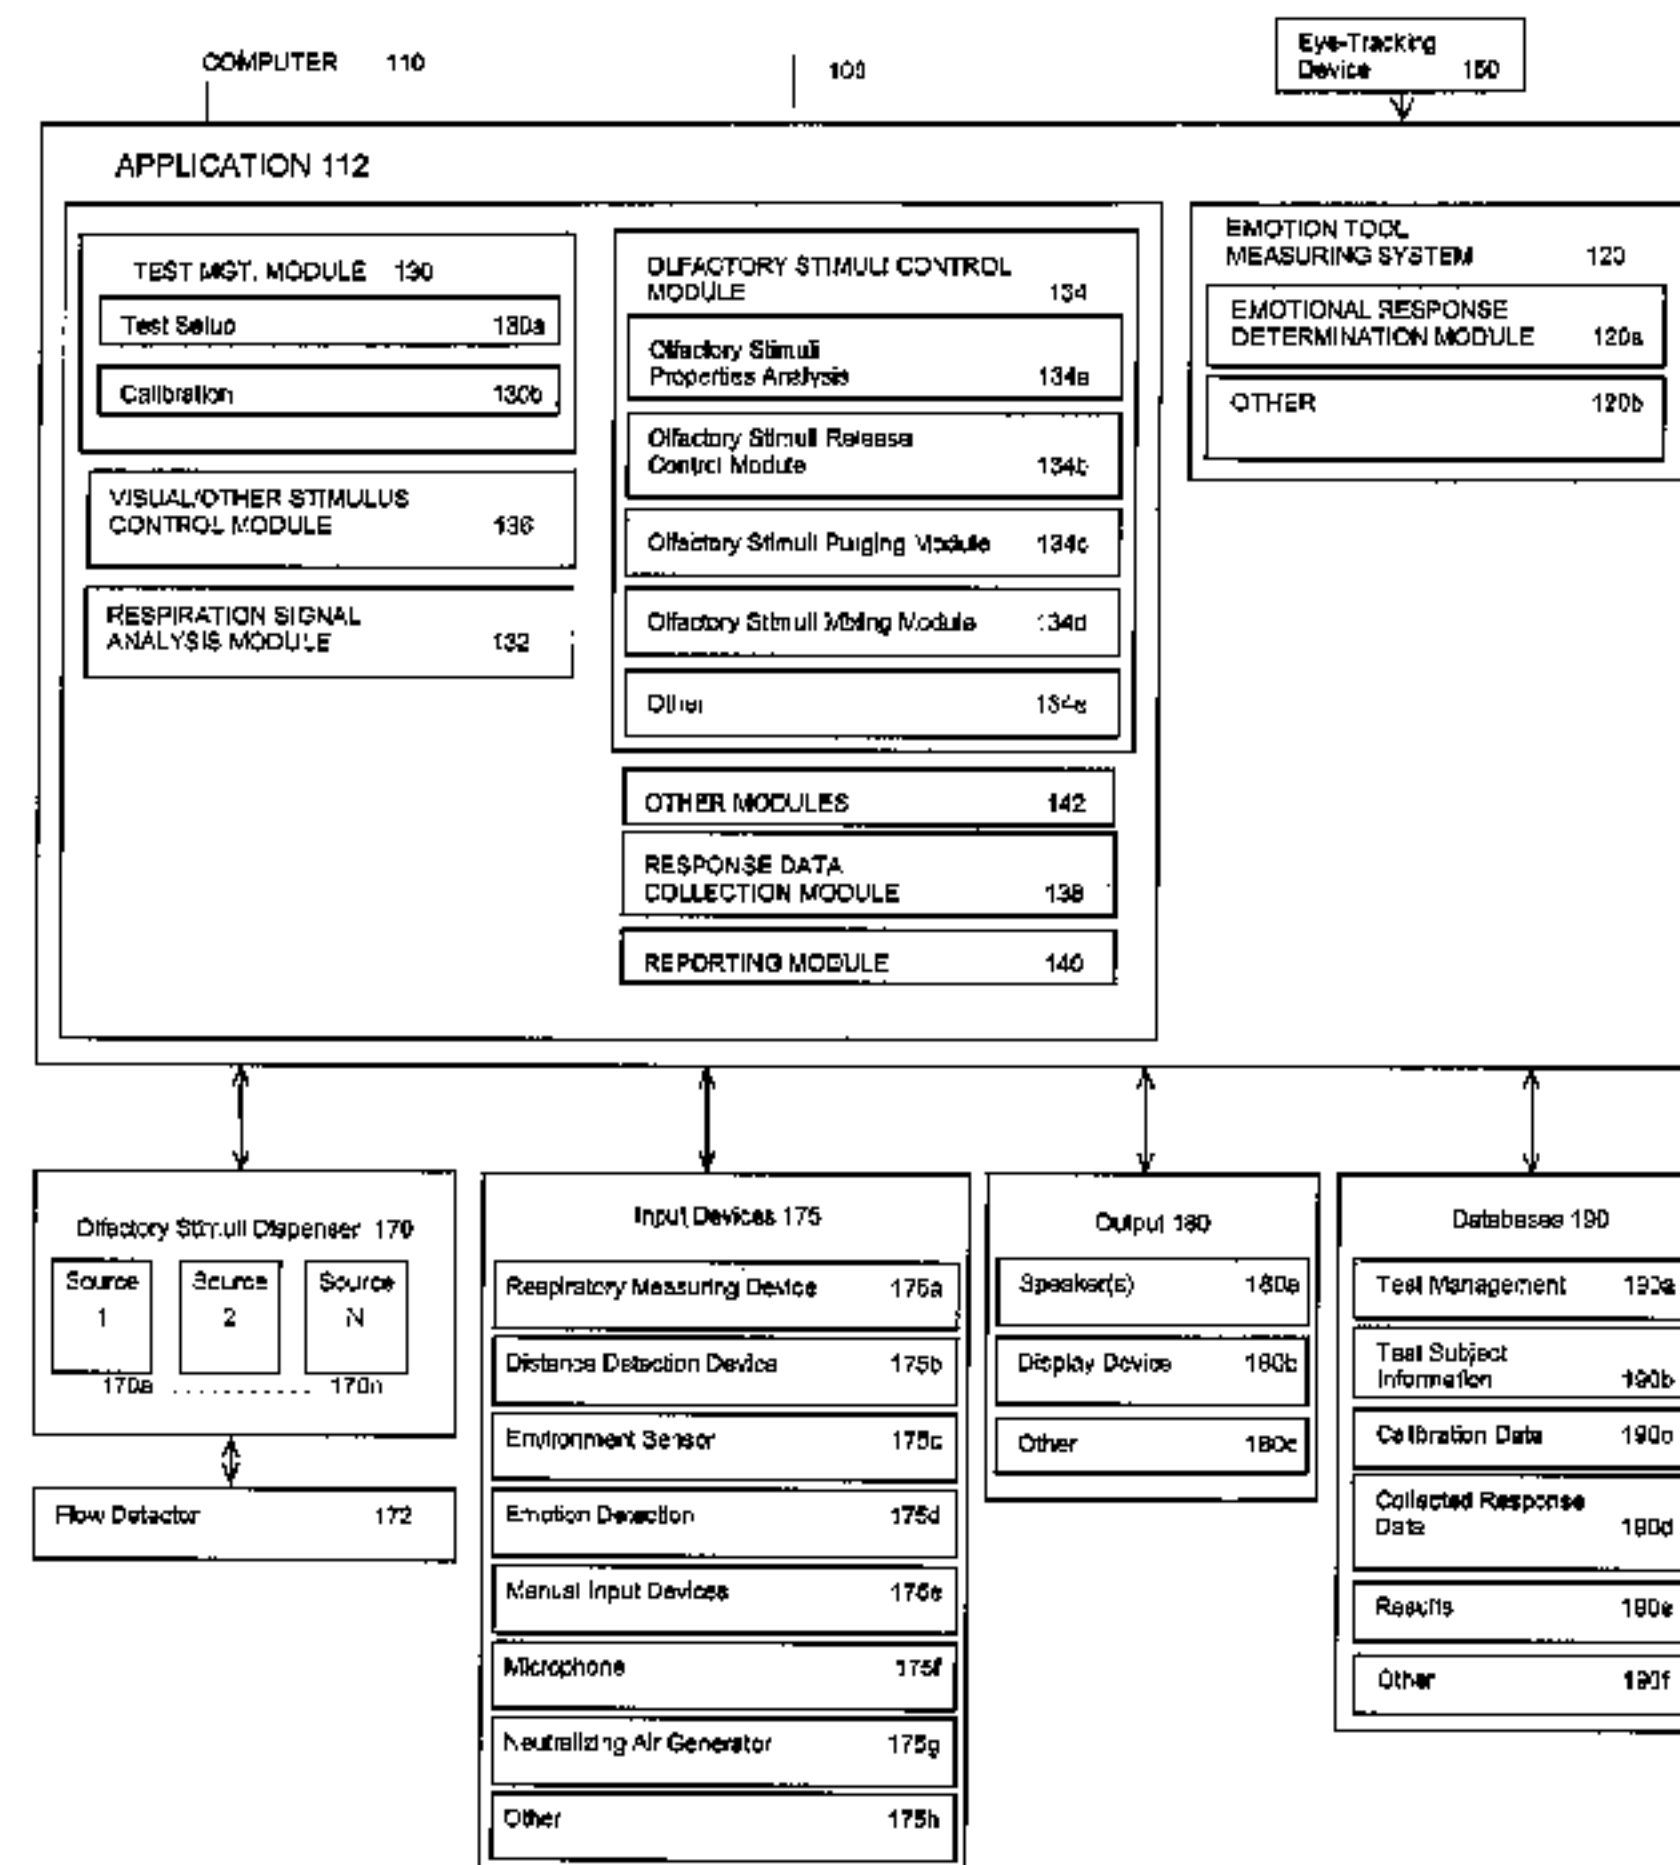 COMPUTER 110
100
Eye-Tracking
Device 160
APPLICATION 112
TEST MGT. MODULE 130
Test Setup 130a
Calibration 130b
VISUAL/OTHER STIMULUS
CONTROL MODULE 136
RESPIRATION SIGNAL
ANALYSIS MODULE 132
OLFACTORY STIMULI CONTROL
MODULE 134
Olfactory Stimuli
Properties Analysis 134a
Olfactory Stimuli Release
Control Module 134b
Olfactory Stimuli Purging Module 134c
Olfactory Stimuli Mixing Module 134d
Other 134e
OTHER MODULES 142
RESPONSE DATA
COLLECTION MODULE 138
REPORTING MODULE 140
EMOTION TOOL
MEASURING SYSTEM 120
EMOTIONAL RESPONSE
DETERMINATION MODULE 120a
OTHER 120b
Olfactory Stimuli Dispenser 170
Source
1
Source
2
Source
N
170a ........... 170n
Flow Detector 172
Input Devices 175
Respiratory Measuring Device 175a
Distance Detection Device 175b
Environment Sensor 175c
Emotion Detection 175d
Manual Input Devices 175e
Microphone 175f
Neutralizing Air Generator 175g
Other 175h
Output 180
Speaker(s) 180a
Display Device 180b
Other 180c
Databases 190
Test Management 190a
Test Subject
Information 190b
Calibration Data 190c
Collected Response
Data 190d
Results 190e
Other 190f